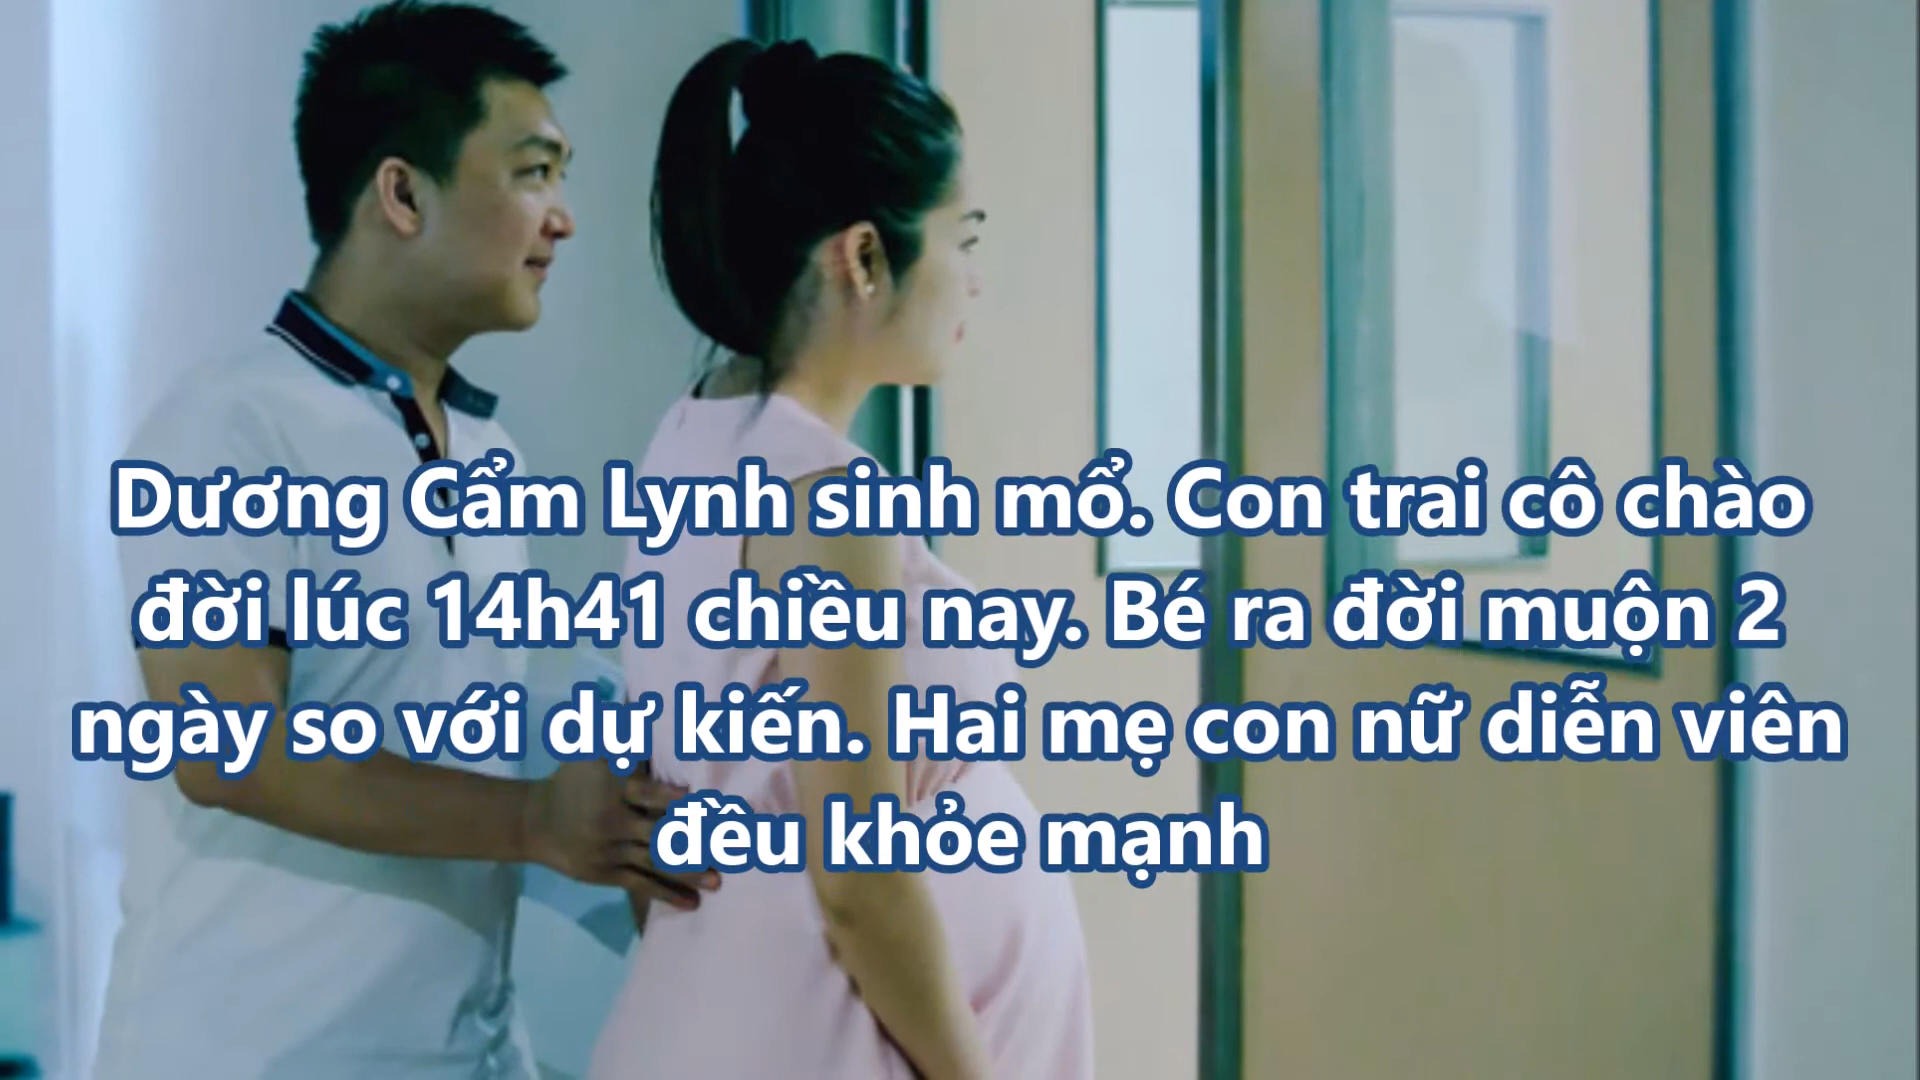 Dương Cẩm Lynh sinh mổ. Con trai cô chào
đời lúc 14h41 chiều nay. Bé ra đời muộn 2
ngày so với dự kiến. Hai mẹ con nữ diễn viên
đều khỏe mạnh